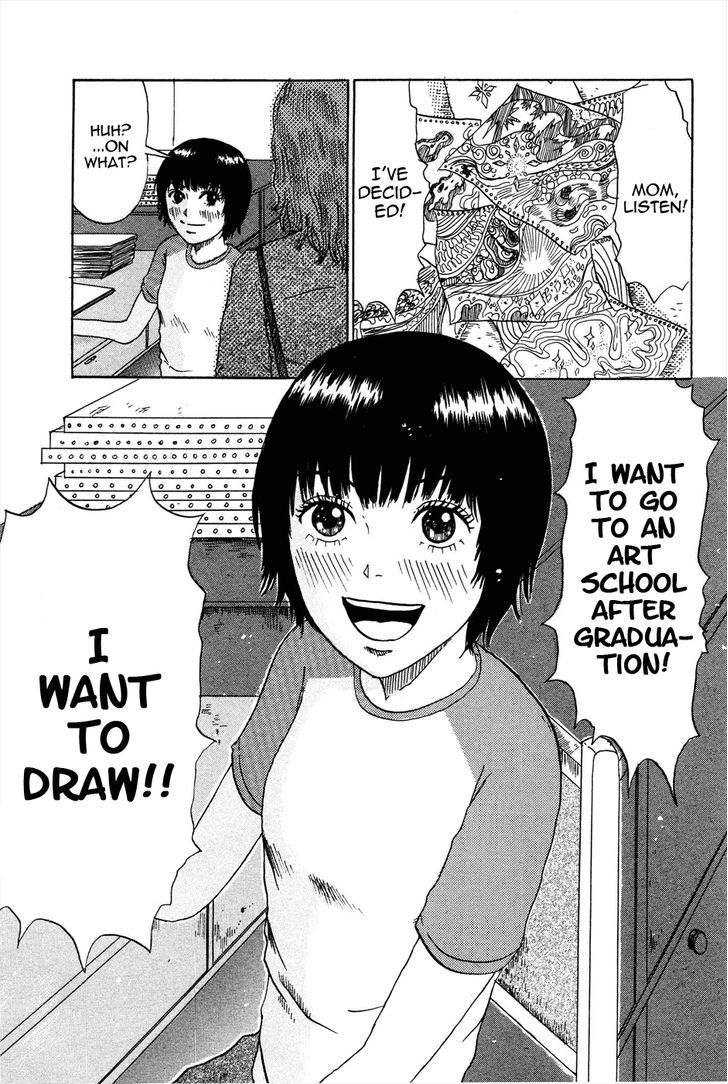 MOM,
LISTEN!
I'VE
DECID-
ED!
HUH?
...ON
WHAT?
I WANT
TO GO
TO AN
ART
SCHOOL
AFTER
GRADUA-
TION!
I
WANT
TO
DRAW!!